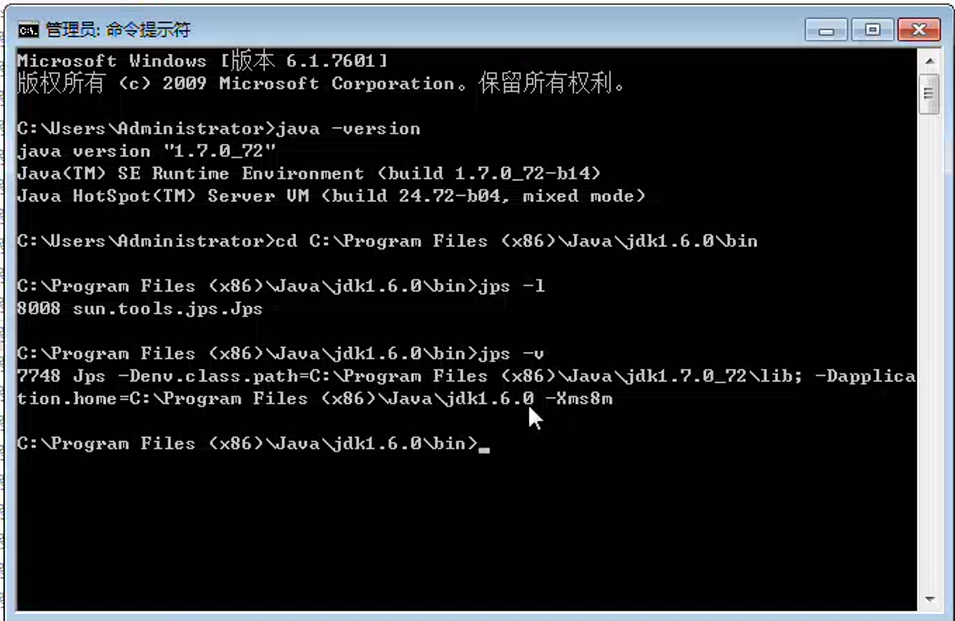 管理员: 命令提示符
Microsoft Windows [版本 6.1.7601]
版权所有 (c) 2009 Microsoft Corporation。保留所有权利。
C:\Users\Administrator>java -version
java version "1.7.0_72"
Java(TM) SE Runtime Environment (build 1.7.0_72-b14)
Java HotSpot(TM) Server VM (build 24.72-b04, mixed mode)
C:\Users\Administrator>cd C:\Program Files (x86)\Java\jdk1.6.0\bin
C:\Program Files (x86)\Java\jdk1.6.0\bin>jps -l
8008 sun.tools.jps.Jps
C:\Program Files (x86)\Java\jdk1.6.0\bin>jps -v
7748 Jps -Denv.class.path=C:\Program Files (x86)\Java\jdk1.7.0_72\lib; -Dapplica
tion.home=C:\Program Files (x86)\Java\jdk1.6.0 -Xms8m
C:\Program Files (x86)\Java\jdk1.6.0\bin>_